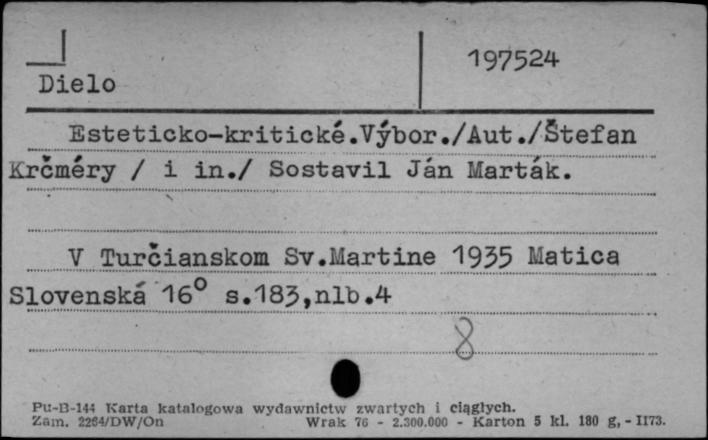 197524
Dielo
Esteticko-kritické.Výbor./Aut./Štefan
Krčméry / i in./ Sostavil Ján Marták.
V Turčianskom Sv.Martine 1935 Matica
Slovenská 16° s.183,nlb.4
8
Pu-B-144 Karta katalogowa wydawnictw zwartych i ciągłych.
Zam. 2264/DW/On Wrak 76 - 2.300.000 - Karton 5 kl. 180 g, - II73.